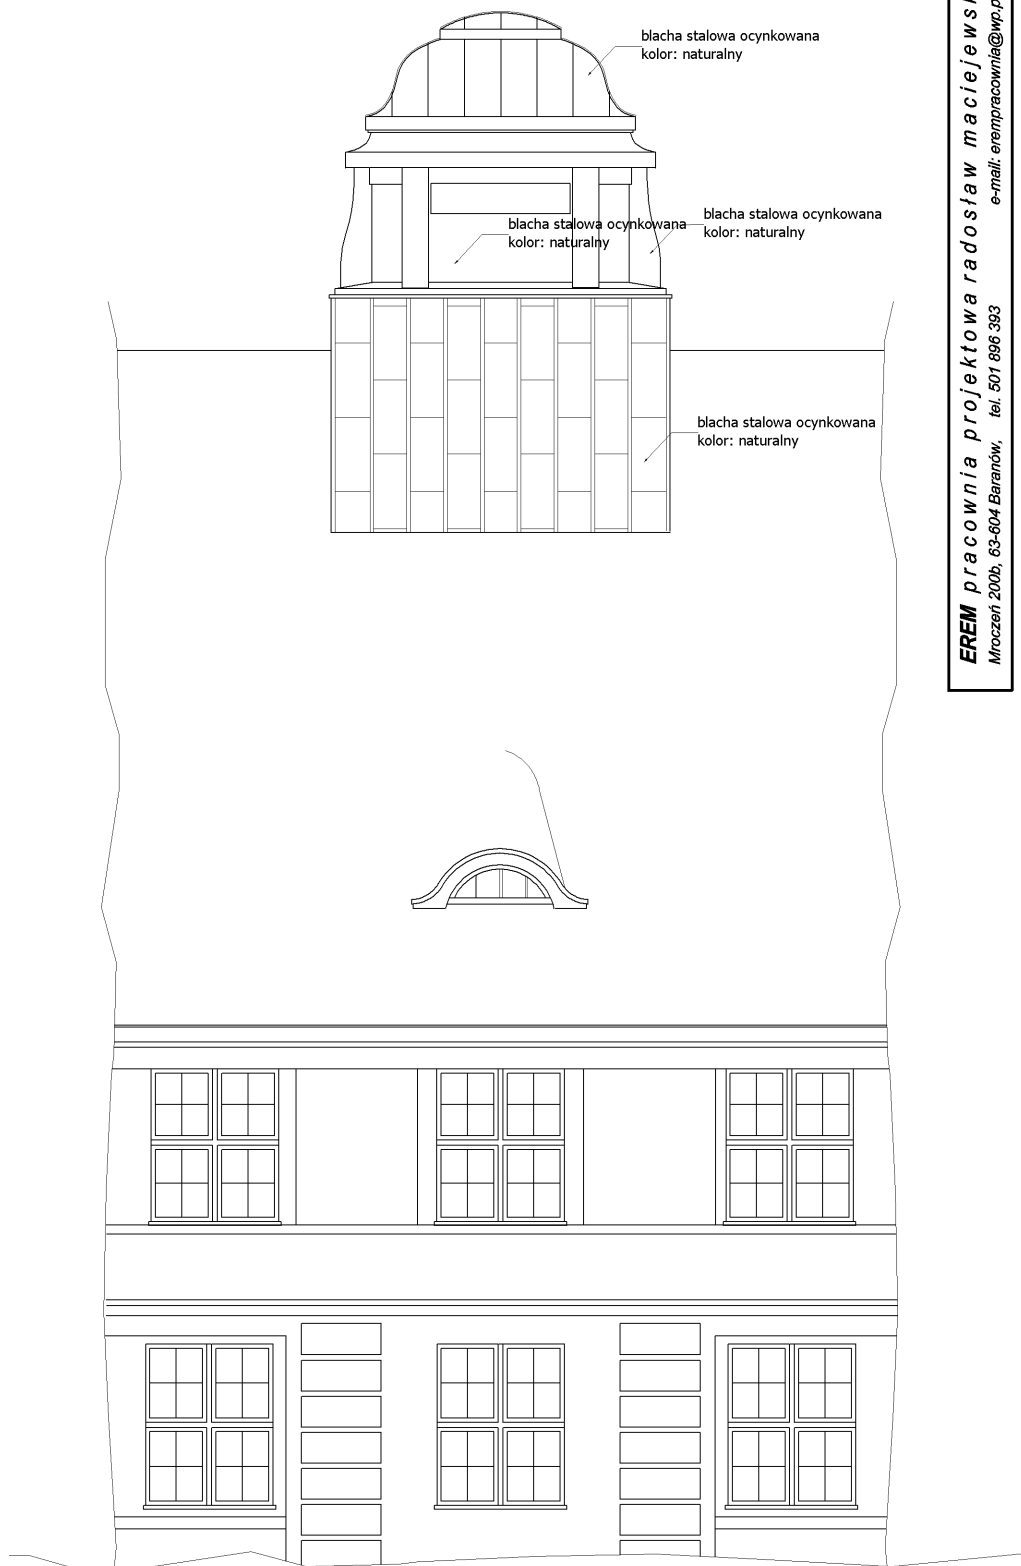 blacha stalowa ocynkowana
kolor: naturalny
blacha stalowa ocynkowana
kolor: naturalny
blacha stalowa ocynkowana
kolor: naturalny
blacha stalowa ocynkowana
kolor: naturalny
EREM pracownia projektowa radosław maciejewsk
Mroczeń 200b, 63-604 Baranów, tel. 501 896 393 e-mail: erempracownia@wp.p